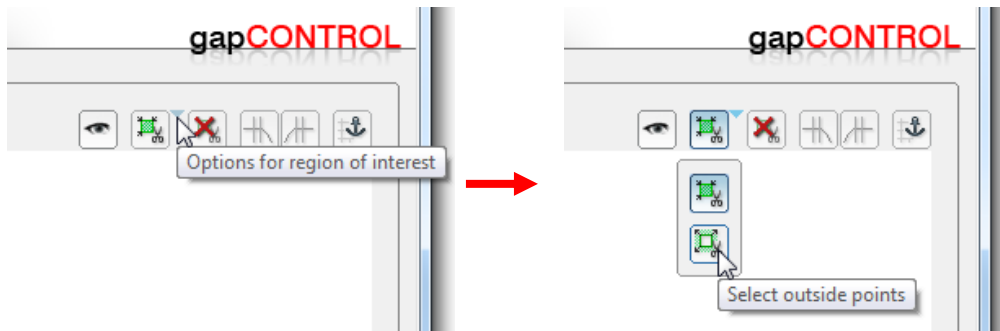 gapCONTROL
Options for region of interest
gapCONTROL
Select outside points